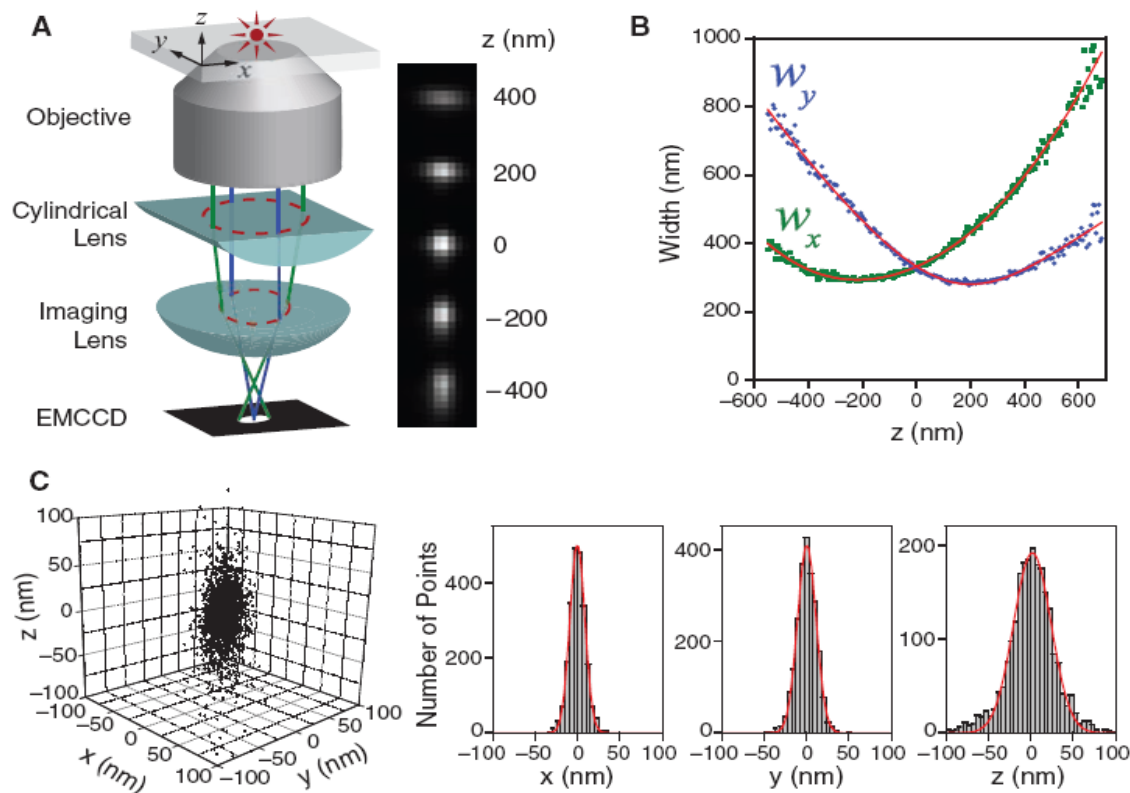 A
z
y
x
Objective
Cylindrical
Lens
Imaging
Lens
EMCCD
z (nm)
400
200
0
−200
−400
B
1000
800
600
400
200
0
Width (nm)
w y
w x
−600 −400 −200 0 200 400 600
z (nm)
C
100
50
0
−50
−100
z (nm)
−100
−50
0
50
100
x (nm)
−100
−50
0
50
100
y (nm)
Number of Points
400
200
0
−100 −50 0 50 100
x (nm)
400
200
0
−100 −50 0 50 100
y (nm)
200
100
0
−100 −50 0 50 100
z (nm)